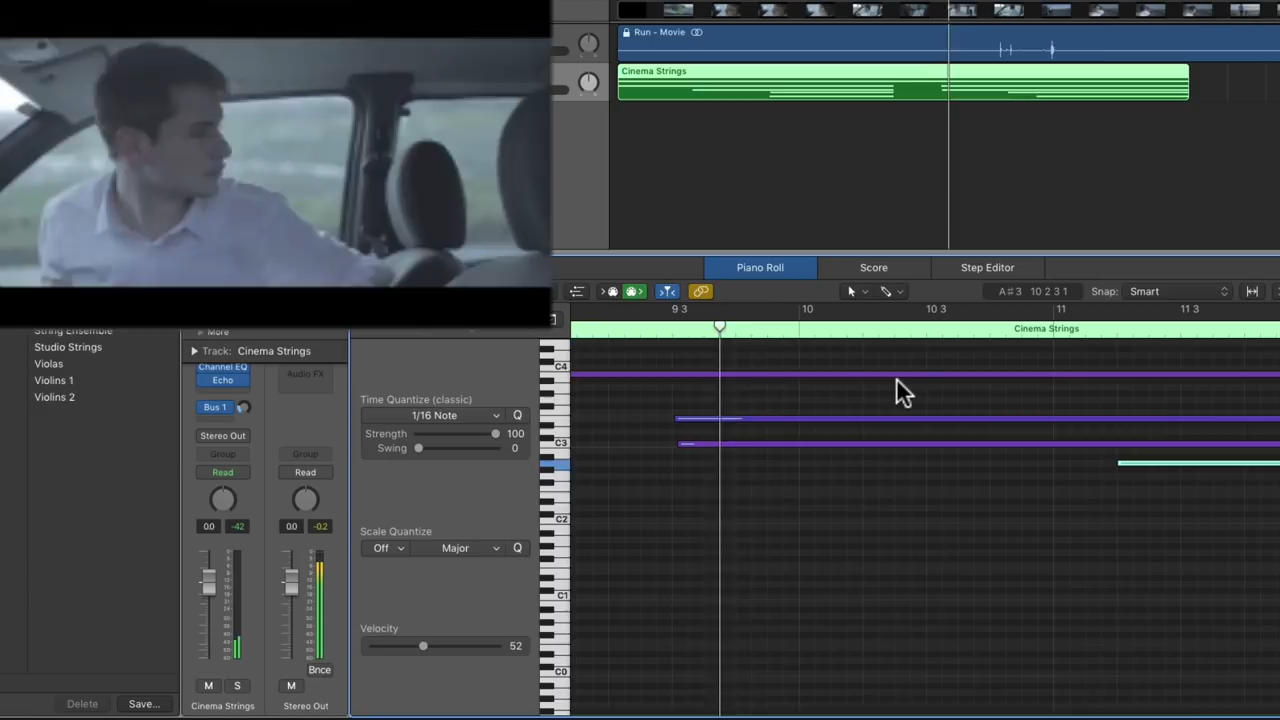 Run - Movie
Cinema Strings
Piano Roll
Score
Step Editor
A♯3 10 2 3 1
Snap: Smart
9 3
10
10 3
11
11 3
Cinema Strings
String Ensemble
Studio Strings
Violas
Violins 1
Violins 2
Delete
Save...
More
Track: Cinema Strings
Channel EQ
Echo
Audio FX
Bus 1
Stereo Out
Group
Group
Read
Read
0.0
-42
0.0
-0.2
Bnce
M
S
M
Cinema Strings
Stereo Out
Time Quantize (classic)
1/16 Note
Q
Strength
100
Swing
0
Scale Quantize
Off
Major
Q
Velocity
52
C4
C3
C2
C1
C0